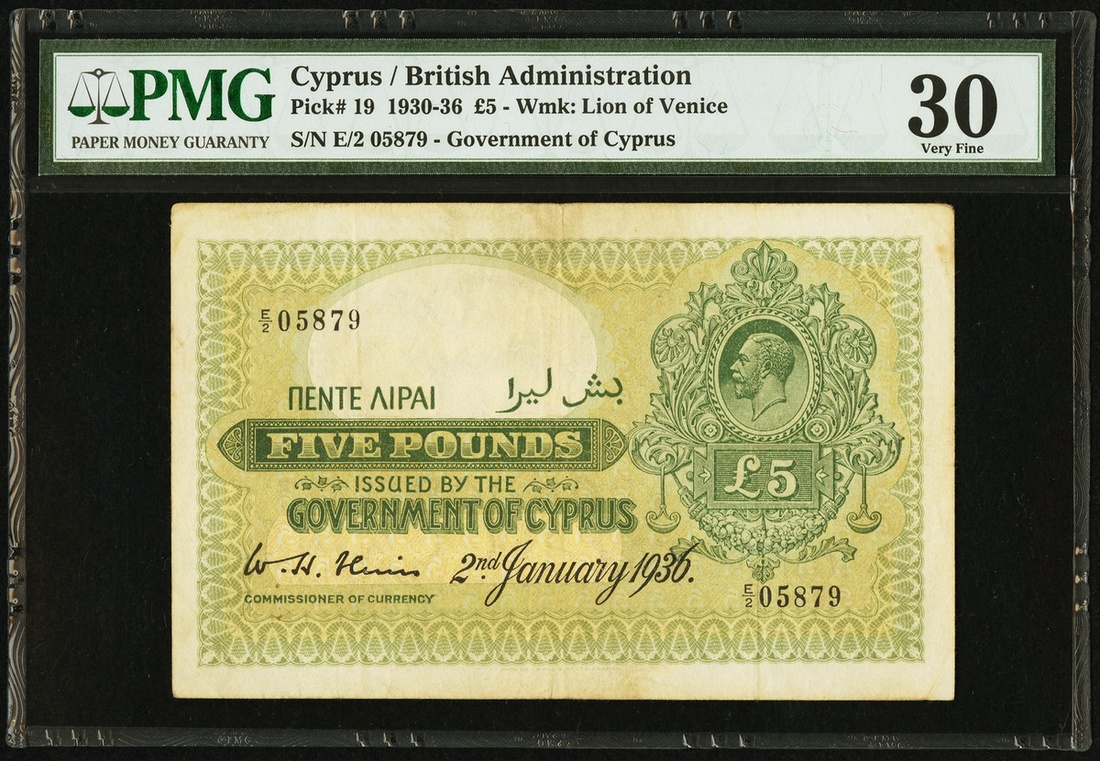 PMG
PAPER MONEY GUARANTY
Cyprus / British Administration
Pick# 19 1930-36 £5 - Wmk: Lion of Venice
S/N E/2 05879 - Government of Cyprus
30
Very Fine
E/2 05879
ΠΕΝΤΕ ΛΙΡΑΙ
بش ليرا
FIVE POUNDS
ISSUED BY THE
GOVERNMENT OF CYPRUS
£5
W. H. 2nd January 1936.
COMMISSIONER OF CURRENCY
E/2 05879
PMG